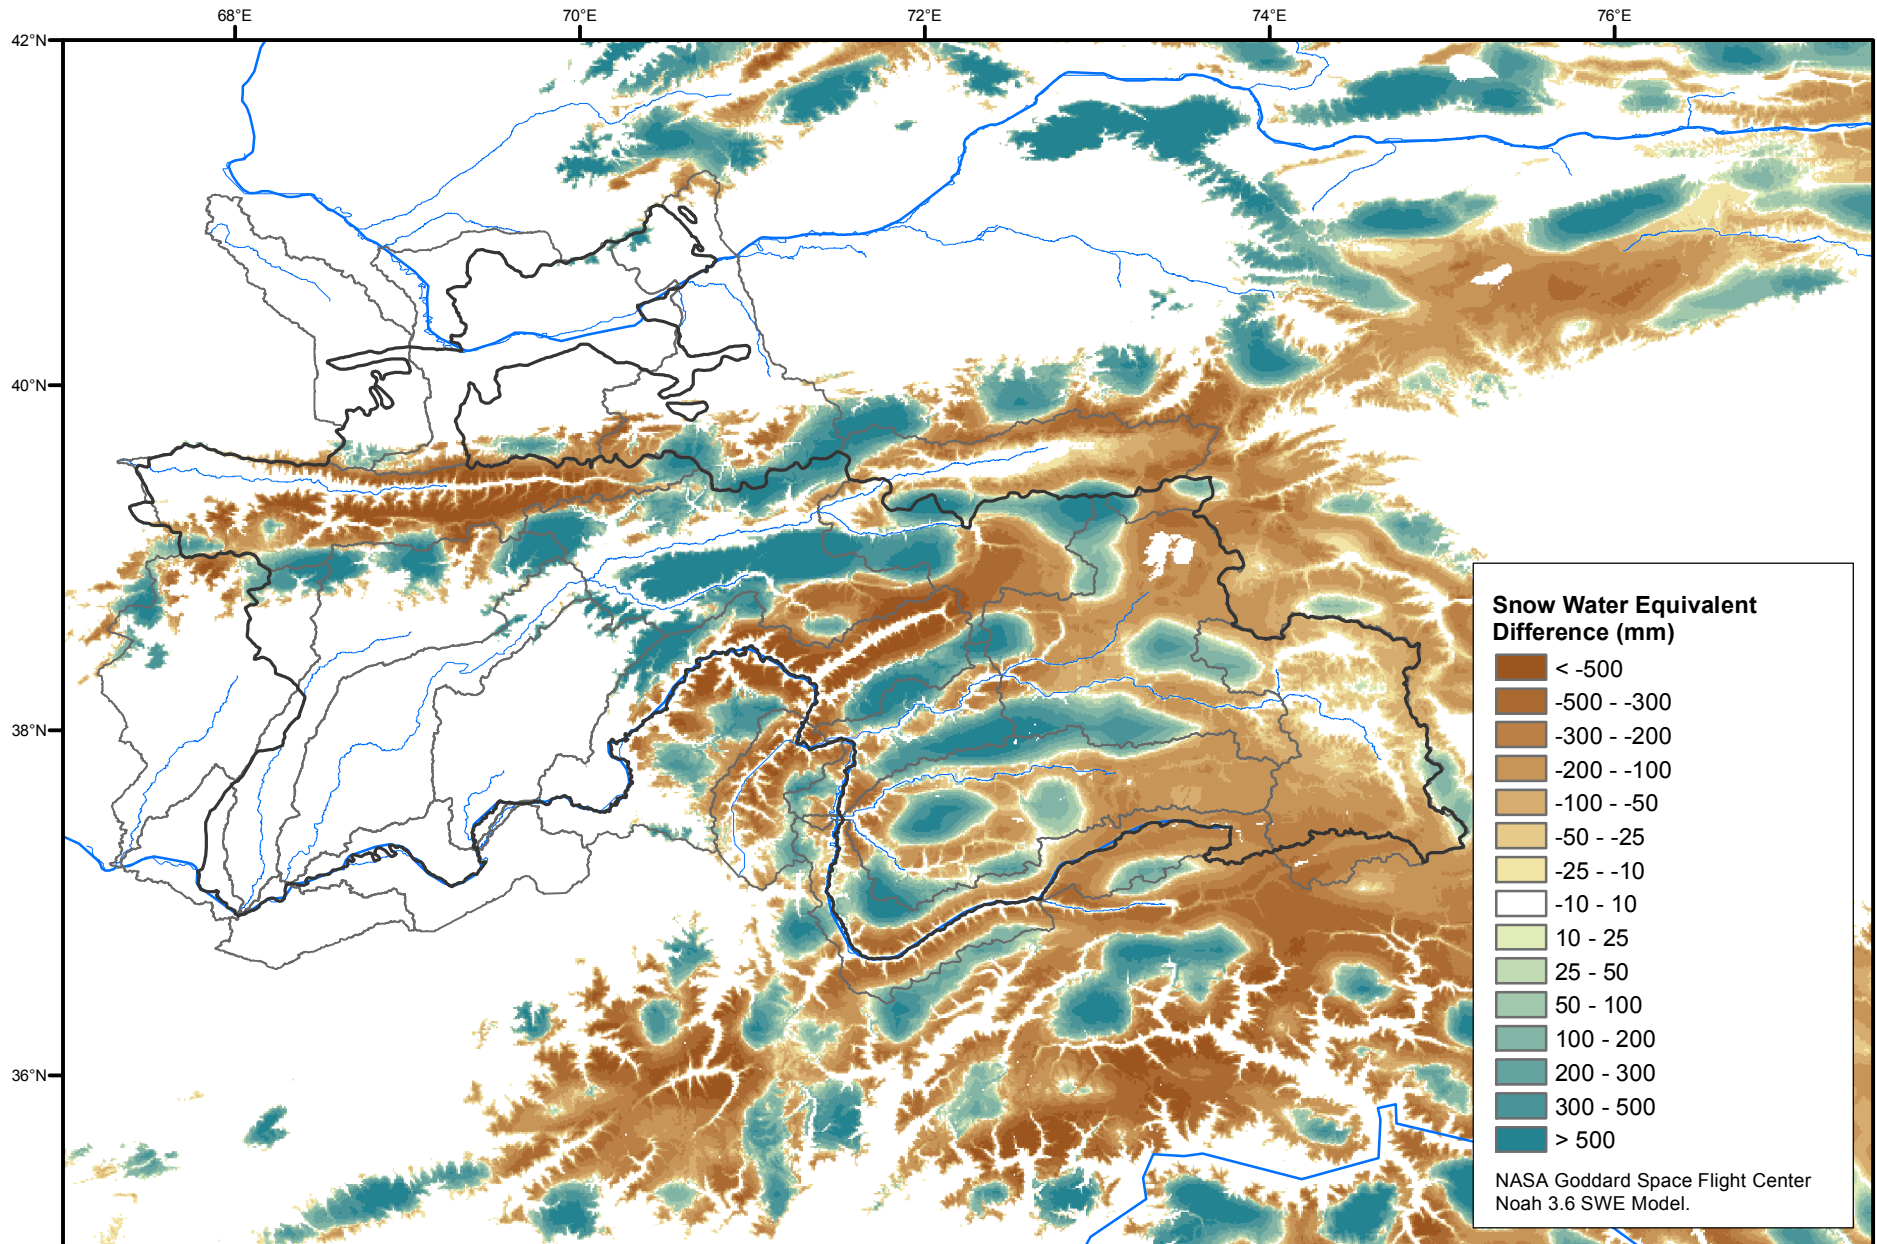 68°E 70°E 72°E 74°E 76°E
42°N
40°N
38°N
36°N
Snow Water Equivalent
Difference (mm)
< -500
-500 - -300
-300 - -200
-200 - -100
-100 - -50
-50 - -25
-25 - -10
-10 - 10
10 - 25
25 - 50
50 - 100
100 - 200
200 - 300
300 - 500
> 500
NASA Goddard Space Flight Center
Noah 3.6 SWE Model.